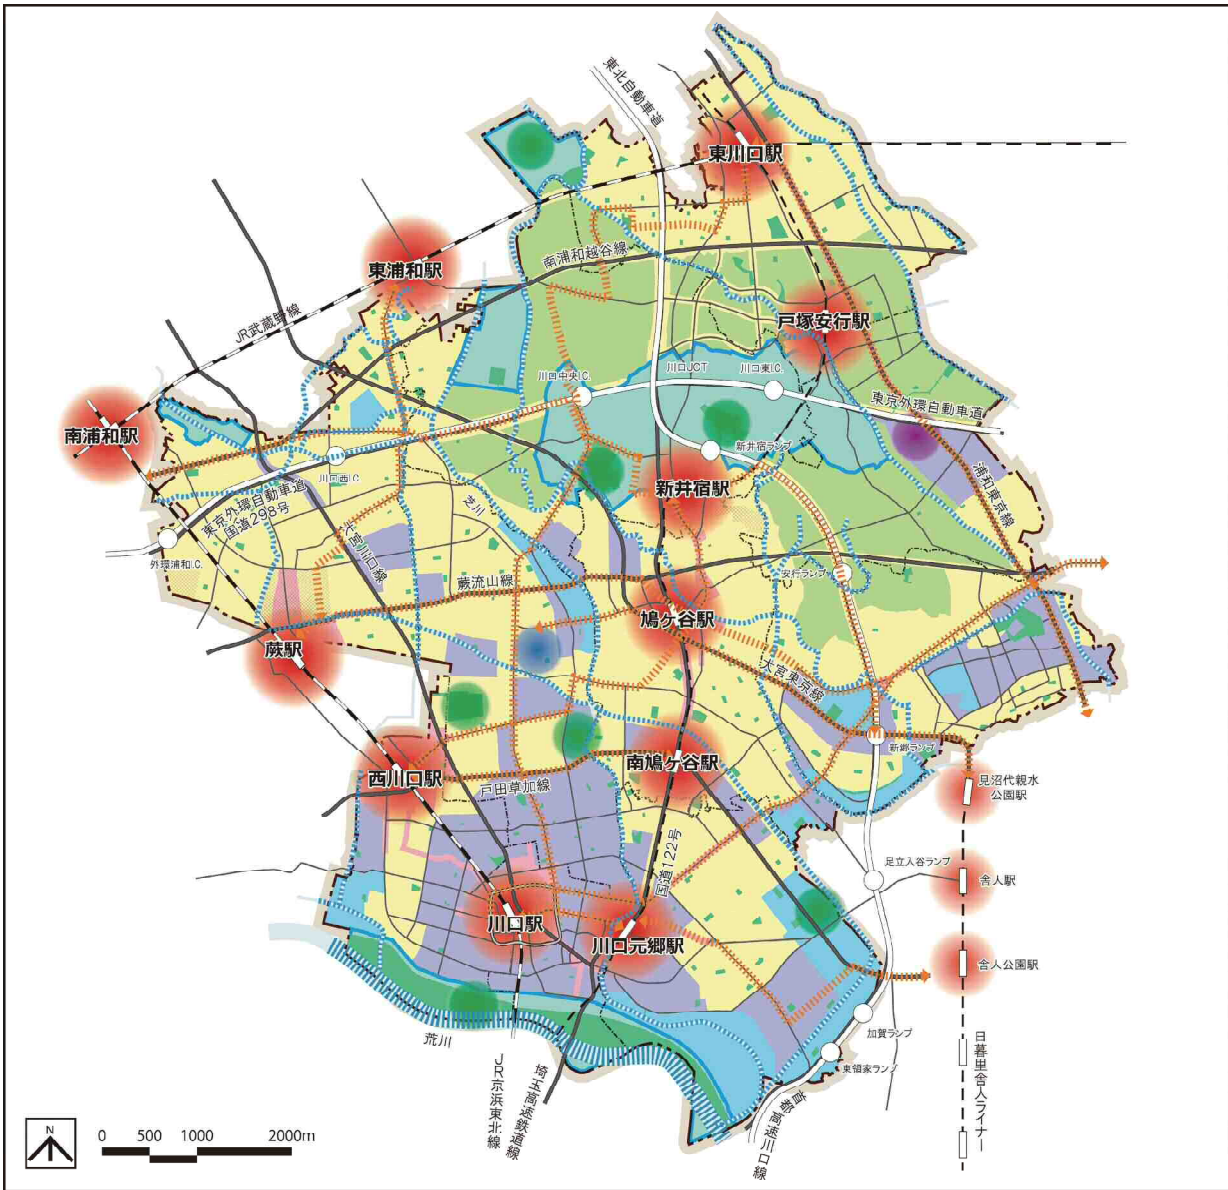 東北自動車道
東川口駅
南浦和越谷線
東浦和駅
JR武蔵野線
戸塚安行駅
川口中央I.C.
川口JCT
川口東I.C.
東京外環自動車道
南浦和駅
新井宿ランプ
川口西I.C.
新井宿駅
浦和東京線
東京外環自動車道
国道298号
芝川
大宮川口線
外環浦和I.C.
蕨流山線
安行ランプ
鳩ヶ谷駅
蕨駅
大宮東京線
新郷ランプ
南鳩ヶ谷駅
西川口駅
戸田草加線
見沼代親水
公園駅
国道122号
足立入谷ランプ
舎人駅
川口駅
川口元郷駅
舎人公園駅
荒川
加賀ランプ
東領家ランプ
JR京浜東北線
埼玉高速鉄道線
首都高速川口線
日暮里舎人ライナー
N
0 500 1000 2000m